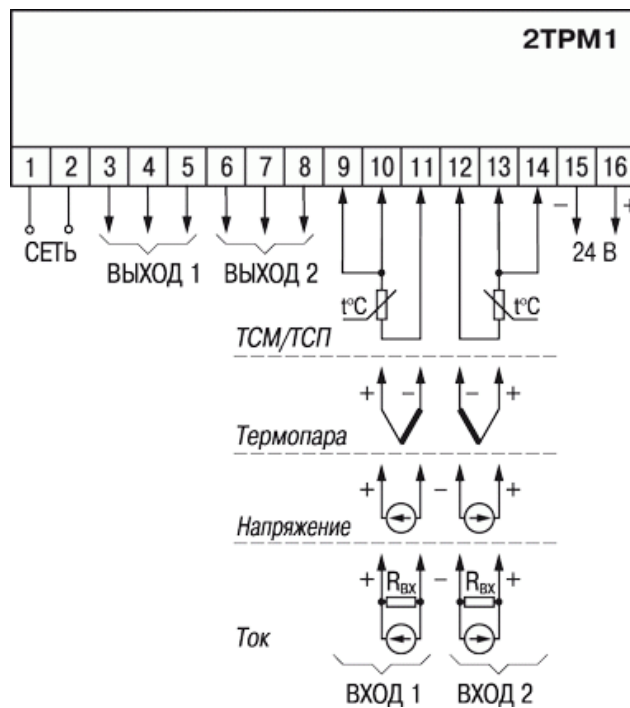 2ТРМ1
1 2 3 4 5 6 7 8 9 10 11 12 13 14 15 16
− +
СЕТЬ
ВЫХОД 1 ВЫХОД 2
24 В
t°C t°C
ТСМ/ТСП
+ − − +
Термопара
+ − +
Напряжение
+ Rвх − Rвх +
Ток
ВХОД 1 ВХОД 2